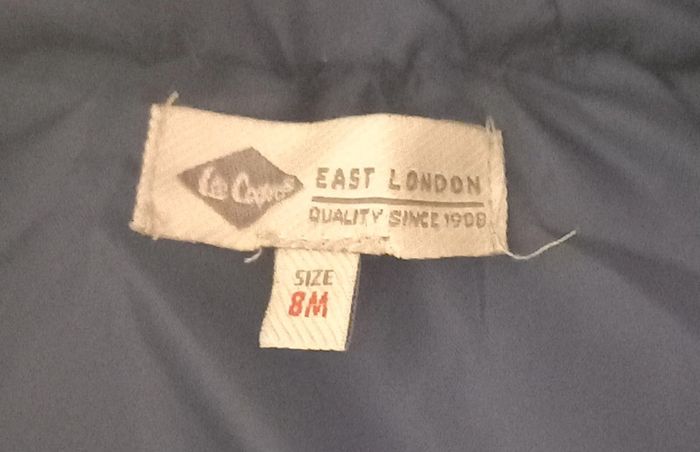 Lee Cooper
EAST LONDON
QUALITY SINCE 1908
SIZE
8M